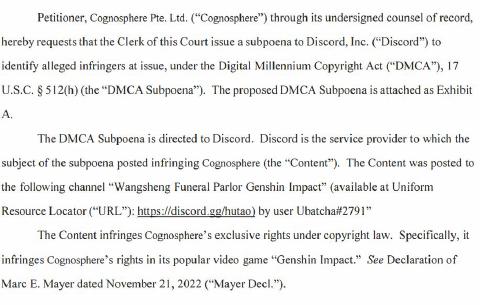 Petitioner, Cognosphere Pte. Ltd. (“Cognosphere”) through its undersigned counsel of record,
hereby requests that the Clerk of this Court issue a subpoena to Discord, Inc. (“Discord”) to
identify alleged infringers at issue, under the Digital Millennium Copyright Act (“DMCA”), 17
U.S.C. § 512(h) (the “DMCA Subpoena”).  The proposed DMCA Subpoena is attached as Exhibit
A.
The DMCA Subpoena is directed to Discord.  Discord is the service provider to which the
subject of the subpoena posted infringing Cognosphere (the “Content”).  The Content was posted to
the following channel “Wangsheng Funeral Parlor Genshin Impact” (available at Uniform
Resource Locator (“URL”): https://discord.gg/hutao) by user Ubatcha#2791”
The Content infringes Cognosphere’s exclusive rights under copyright law.  Specifically, it
infringes Cognosphere’s rights in its popular video game “Genshin Impact.”  See Declaration of
Marc E. Mayer dated November 21, 2022 (“Mayer Decl.”).